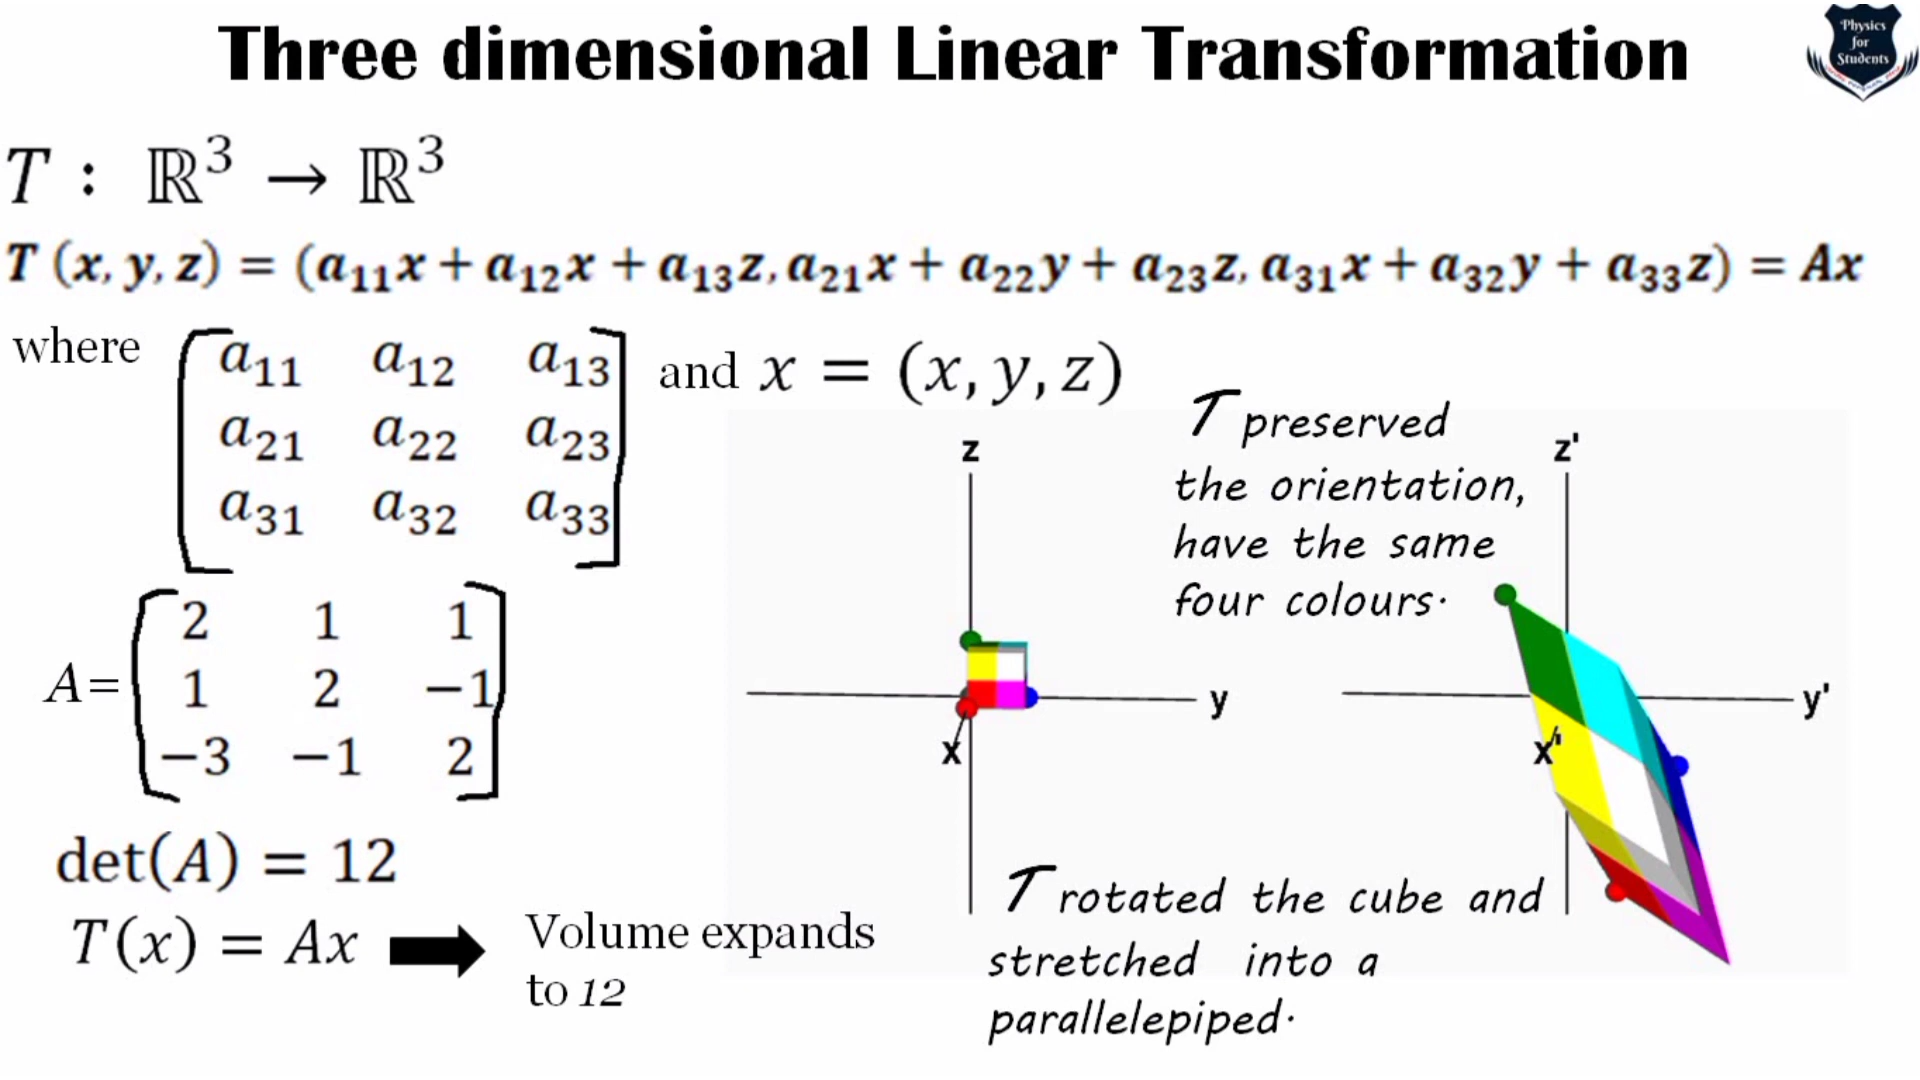 Three dimensional Linear Transformation
Physics
for
Students
T : ℝ³ → ℝ³
T (x, y, z) = (a₁₁x + a₁₂x + a₁₃z, a₂₁x + a₂₂y + a₂₃z, a₃₁x + a₃₂y + a₃₃z) = Ax
where
a₁₁ a₁₂ a₁₃
a₂₁ a₂₂ a₂₃
a₃₁ a₃₂ a₃₃
and x = (x, y, z)
A=
2 1 1
1 2 −1
−3 −1 2
det(A) = 12
T(x) = Ax
Volume expands
to 12
z
y
x
T preserved
the orientation,
have the same
four colours.
z'
y'
x'
T rotated the cube and
stretched into a
parallelepiped.